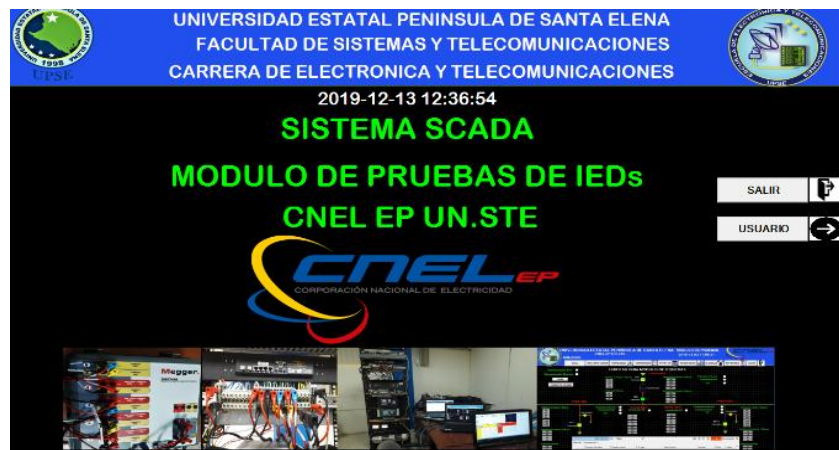 UNIVERSIDAD ESTATAL PENINSULA DE SANTA ELENA
FACULTAD DE SISTEMAS Y TELECOMUNICACIONES
CARRERA DE ELECTRONICA Y TELECOMUNICACIONES
1998
UPSE
2019-12-13 12:36:54
SISTEMA SCADA
MODULO DE PRUEBAS DE IEDs
CNEL EP UN.STE
SALIR
USUARIO
CNEL EP
CORPORACIÓN NACIONAL DE ELECTRICIDAD
Megger